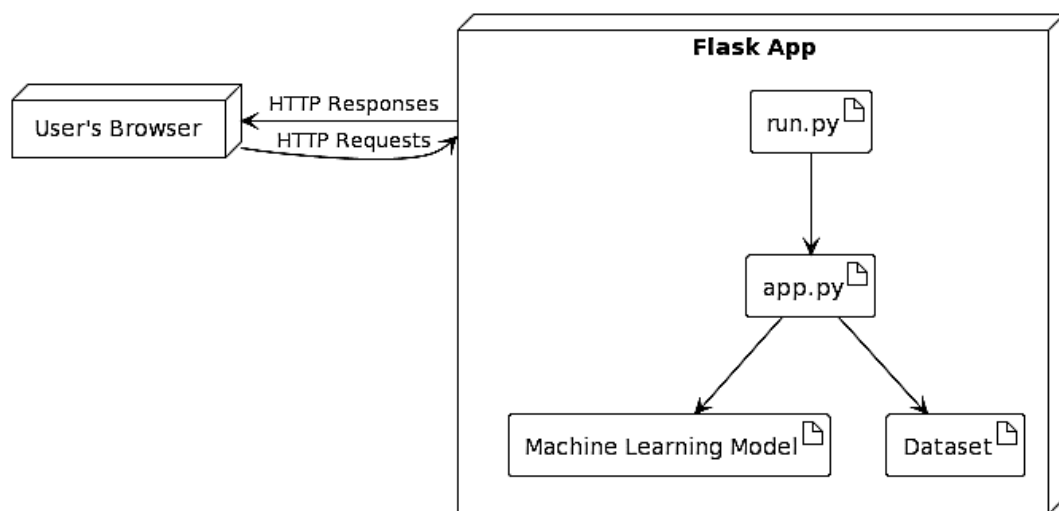 Flask App
HTTP Responses
User's Browser
HTTP Requests
run.py
app.py
Machine Learning Model
Dataset